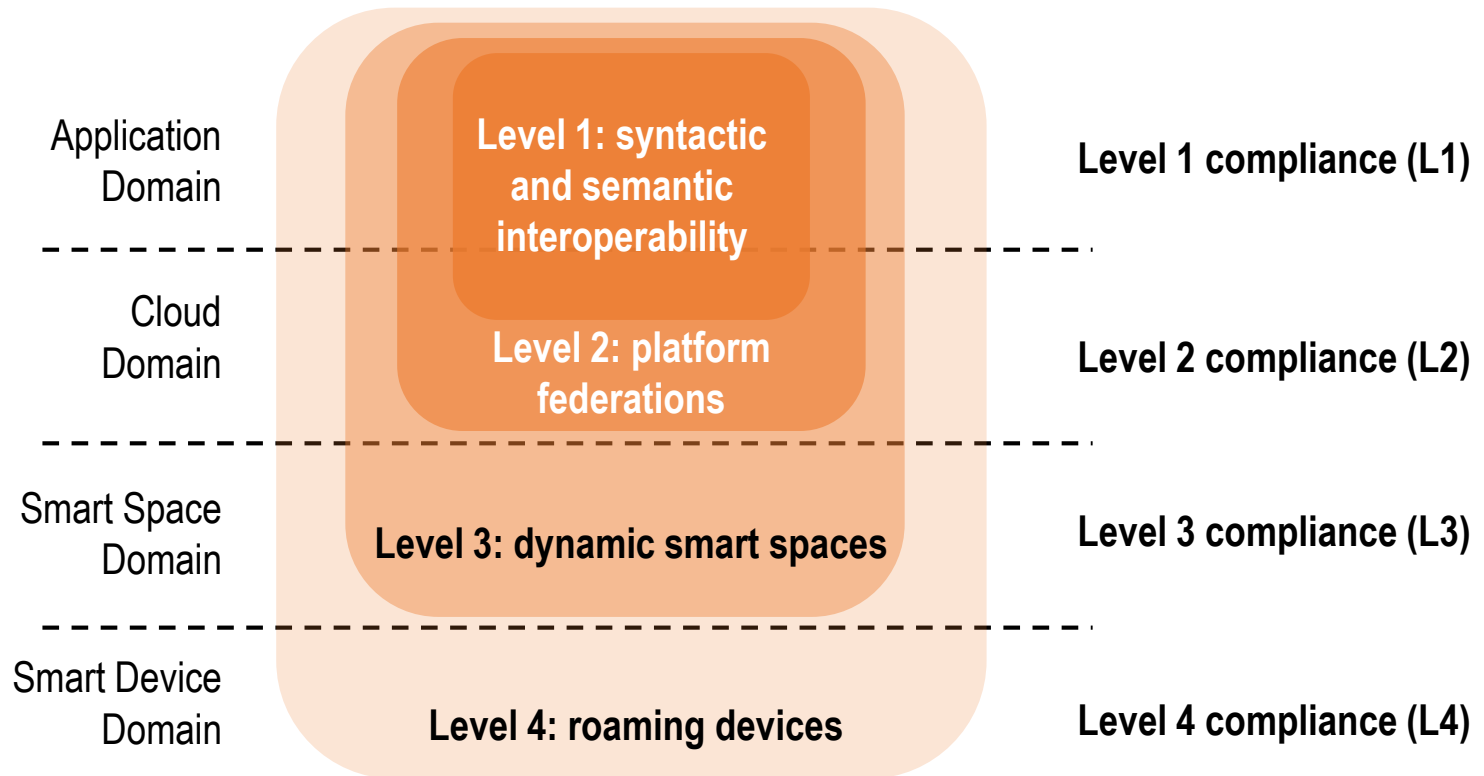 Application
Domain
Level 1: syntactic
and semantic
interoperability
Level 1 compliance (L1)
Cloud
Domain
Level 2: platform
federations
Level 2 compliance (L2)
Smart Space
Domain
Level 3: dynamic smart spaces
Level 3 compliance (L3)
Smart Device
Domain
Level 4: roaming devices
Level 4 compliance (L4)